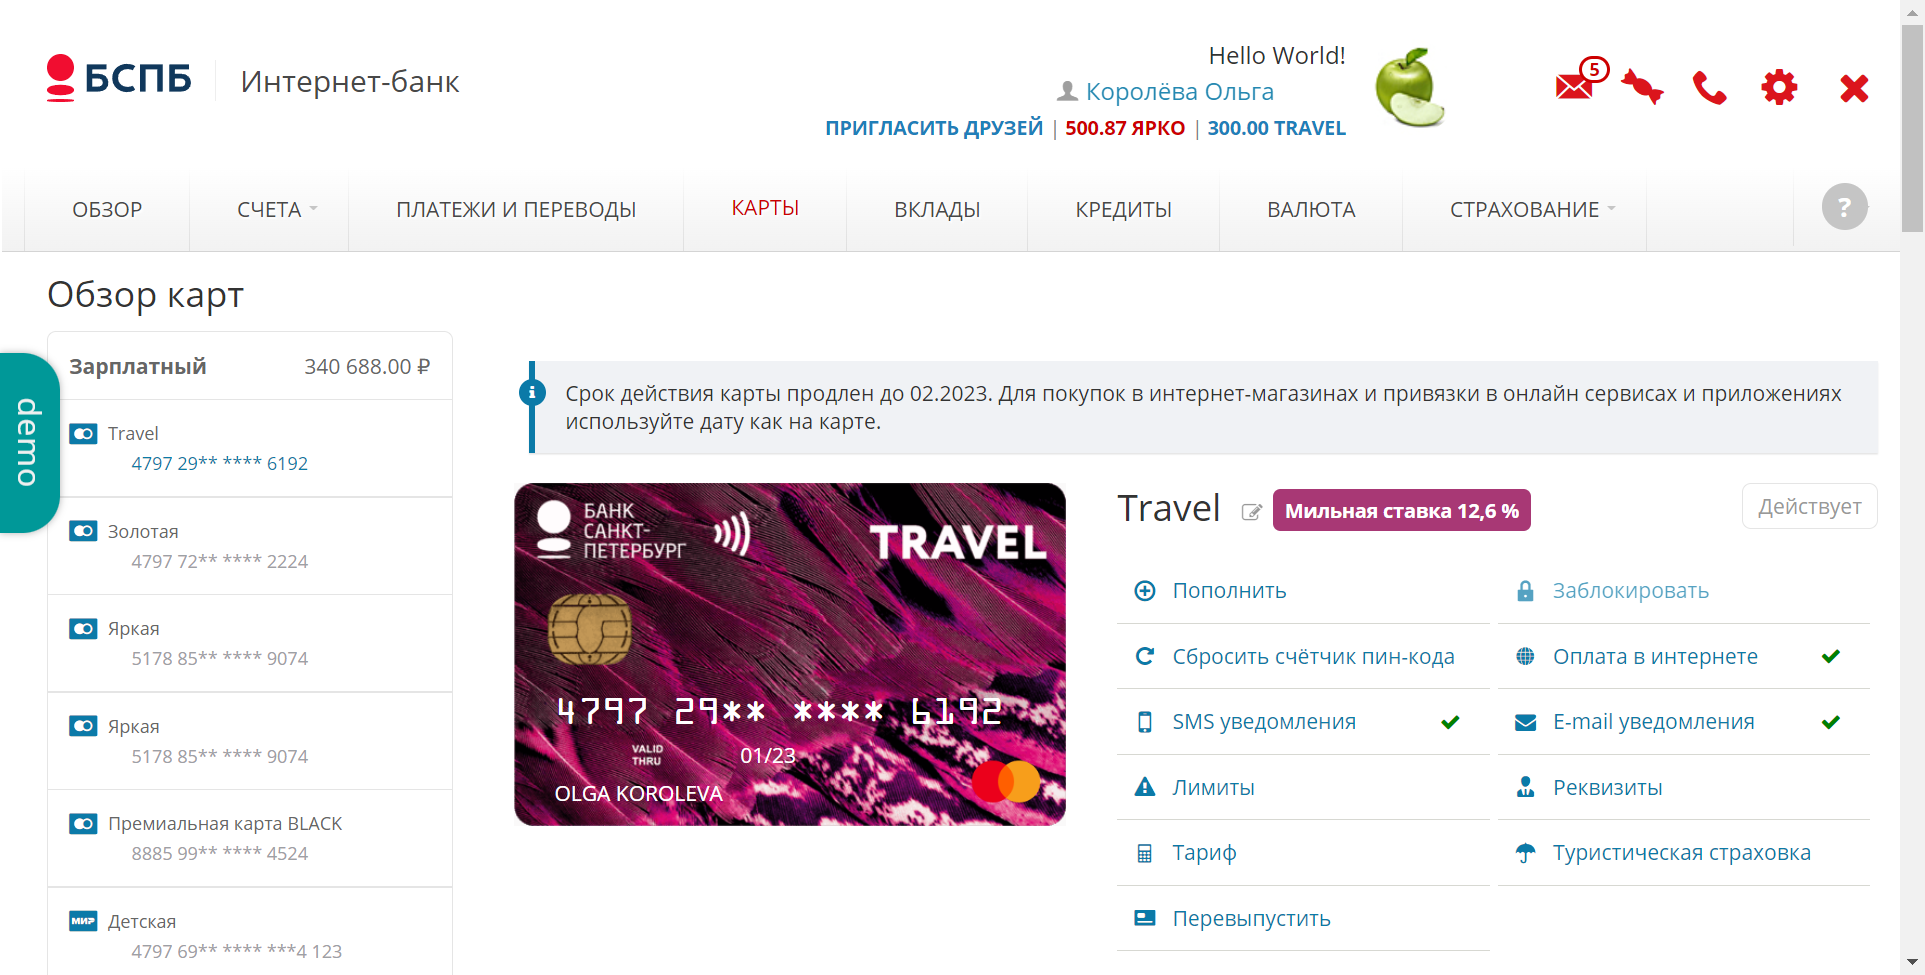 БСПБ
Интернет-банк
Hello World!
Королёва Ольга
ПРИГЛАСИТЬ ДРУЗЕЙ | 500.87 ЯРКО | 300.00 TRAVEL
5
ОБЗОР СЧЕТА ПЛАТЕЖИ И ПЕРЕВОДЫ КАРТЫ ВКЛАДЫ КРЕДИТЫ ВАЛЮТА СТРАХОВАНИЕ ?
Обзор карт
demo
Зарплатный 340 688.00 ₽
Travel
4797 29** **** 6192
Золотая
4797 72** **** 2224
Яркая
5178 85** **** 9074
Яркая
5178 85** **** 9074
Премиальная карта BLACK
8885 99** **** 4524
МИР Детская
4797 69** **** ***4 123
i
Срок действия карты продлен до 02.2023. Для покупок в интернет-магазинах и привязки в онлайн сервисах и приложениях
используйте дату как на карте.
БАНК
САНКТ-
ПЕТЕРБУРГ
TRAVEL
4797 29** **** 6192
VALID
THRU
01/23
OLGA KOROLEVA
Travel Мильная ставка 12,6 % Действует
Пополнить Заблокировать
Сбросить счётчик пин-кода Оплата в интернете
SMS уведомления E-mail уведомления
Лимиты Реквизиты
Тариф Туристическая страховка
Перевыпустить